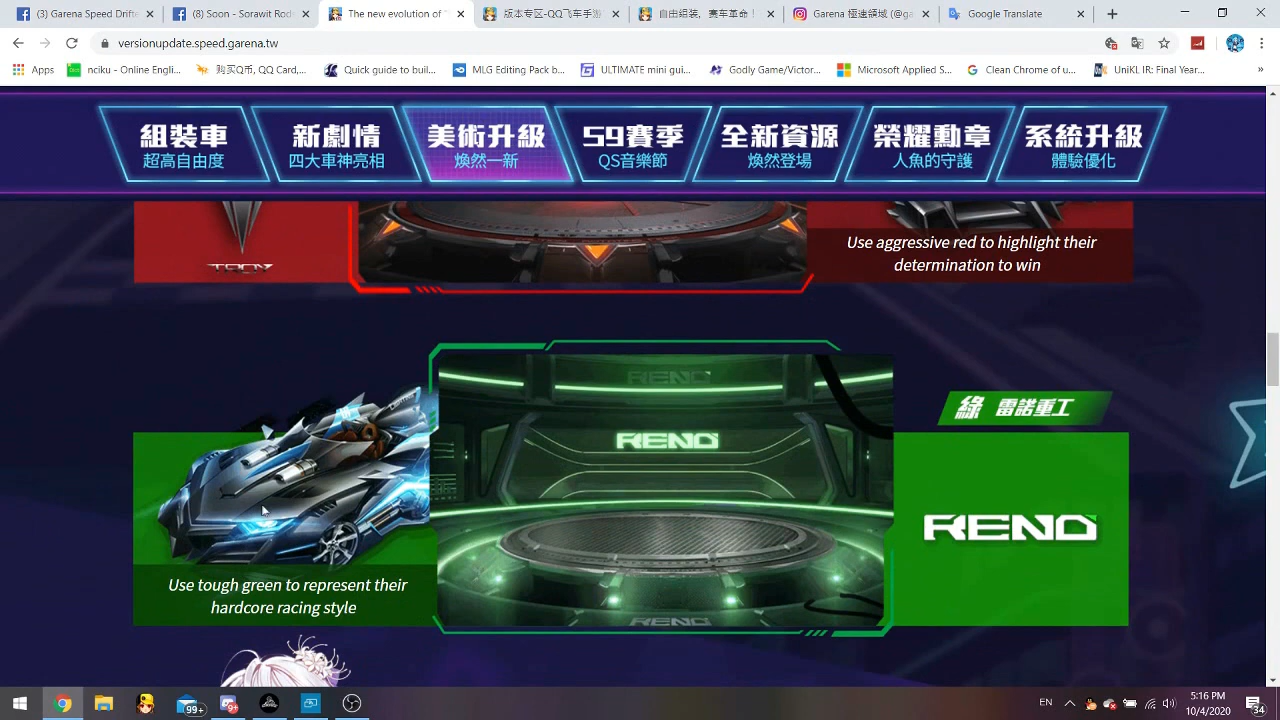 (8) Facebook
(8) Soon
The new evolution of "
版本专区-QQ飞车手游
自由组装，赛车革命！
Garena 極速領域 (@ga
Google Translate
versionupdate.speed.garena.tw
Apps
nciku - Online Engli...
购买QT, QQ Card,...
Quick guide to buil...
MLG Editing Pack b...
ULTIMATE mini gui...
Godly Game/Victor...
Microsoft Applied S...
Clean Chrome of u...
UniKL IR: Final Year...
»
組裝車
超高自由度
新劇情
四大車神亮相
美術升級
煥然一新
S9賽季
QS音樂節
全新資源
煥然登場
榮耀勳章
人魚的守護
系統升級
體驗優化
Use aggressive red to highlight their
determination to win
RENO
綠 雷諾重工
RENO
RENO
Use tough green to represent their
hardcore racing style
RENO
99+
EN
5:16 PM
10/4/2020
34